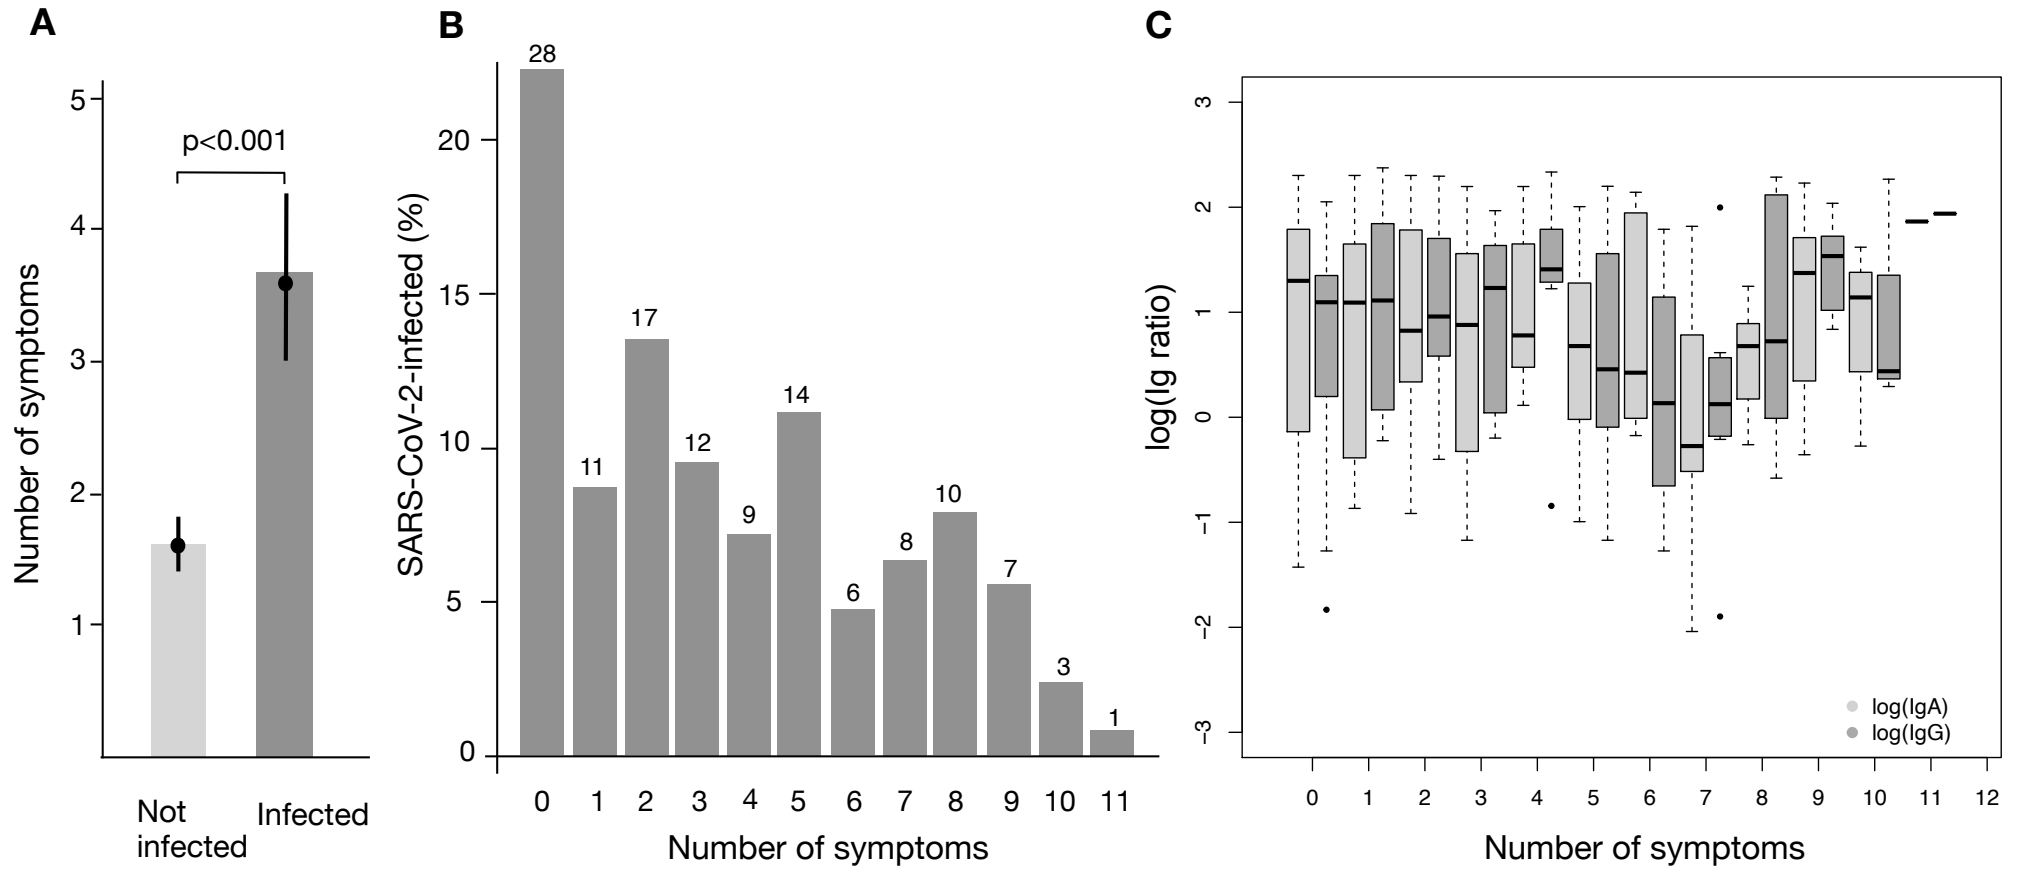 A
5
4
3
2
1
Number of symptoms
p<0.001
Not
infected
Infected
B
20
15
10
5
0
SARS-CoV-2-infected (%)
28
11
17
12
9
14
6
8
10
7
3
1
0 1 2 3 4 5 6 7 8 9 10 11
Number of symptoms
C
3
2
1
0
−1
−2
−3
log(Ig ratio)
log(IgA)
log(IgG)
0 1 2 3 4 5 6 7 8 9 10 11 12
Number of symptoms